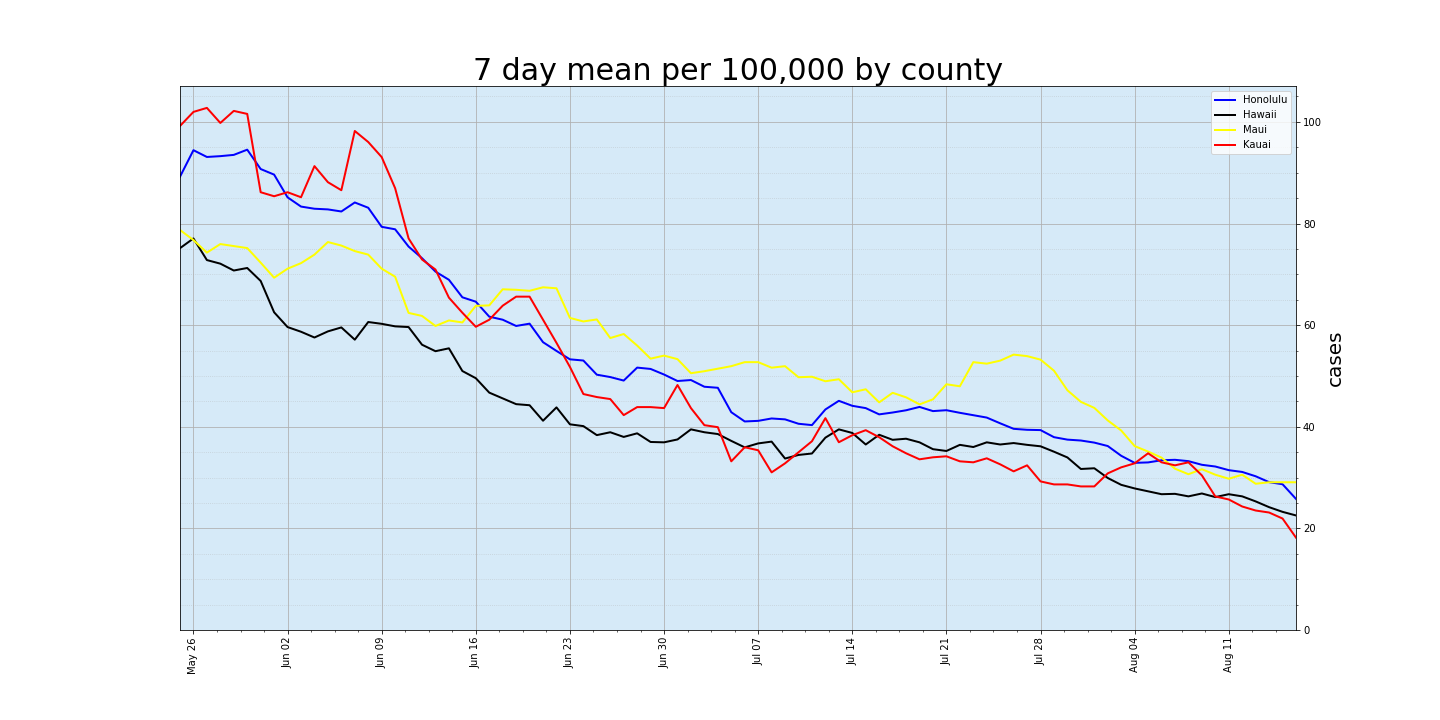 7 day mean per 100,000 by county
Honolulu
Hawaii
Maui
Kauai
100
80
60
40
20
0
cases
May 26
Jun 02
Jun 09
Jun 16
Jun 23
Jun 30
Jul 07
Jul 14
Jul 21
Jul 28
Aug 04
Aug 11